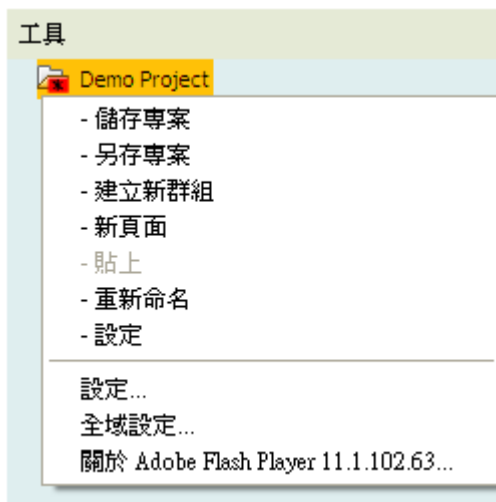 工具
Demo Project
- 儲存專案
- 另存專案
- 建立新群組
- 新頁面
- 貼上
- 重新命名
- 設定
設定...
全域設定...
關於 Adobe Flash Player 11.1.102.63...